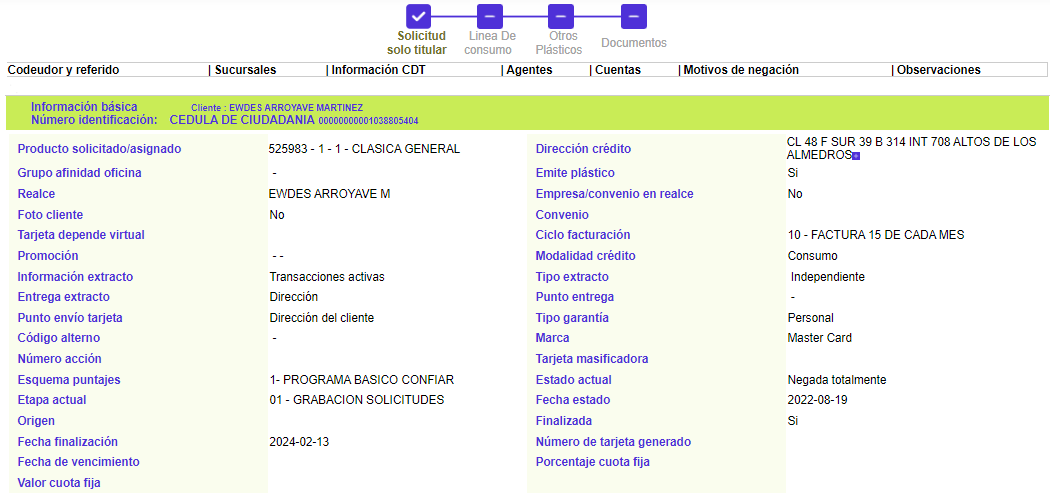 Solicitud solo titular
Linea De consumo
Otros Plásticos
Documentos
Codeudor y referido | Sucursales | Información CDT | Agentes | Cuentas | Motivos de negación | Observaciones
Información básica Cliente : EWDES ARROYAVE MARTINEZ
Número identificación: CEDULA DE CIUDADANIA 00000000001038805404
Producto solicitado/asignado 525983 - 1 - 1 - CLASICA GENERAL
Dirección crédito CL 48 F SUR 39 B 314 INT 708 ALTOS DE LOS
ALMEDROS
Grupo afinidad oficina - Emite plástico Si
Realce EWDES ARROYAVE M Empresa/convenio en realce No
Foto cliente No Convenio
Tarjeta depende virtual Ciclo facturación 10 - FACTURA 15 DE CADA MES
Promoción - - Modalidad crédito Consumo
Información extracto Transacciones activas Tipo extracto Independiente
Entrega extracto Dirección Punto entrega -
Punto envío tarjeta Dirección del cliente Tipo garantía Personal
Código alterno - Marca Master Card
Número acción Tarjeta masificadora
Esquema puntajes 1- PROGRAMA BASICO CONFIAR Estado actual Negada totalmente
Etapa actual 01 - GRABACION SOLICITUDES Fecha estado 2022-08-19
Origen Finalizada Si
Fecha finalización 2024-02-13 Número de tarjeta generado
Fecha de vencimiento Porcentaje cuota fija
Valor cuota fija